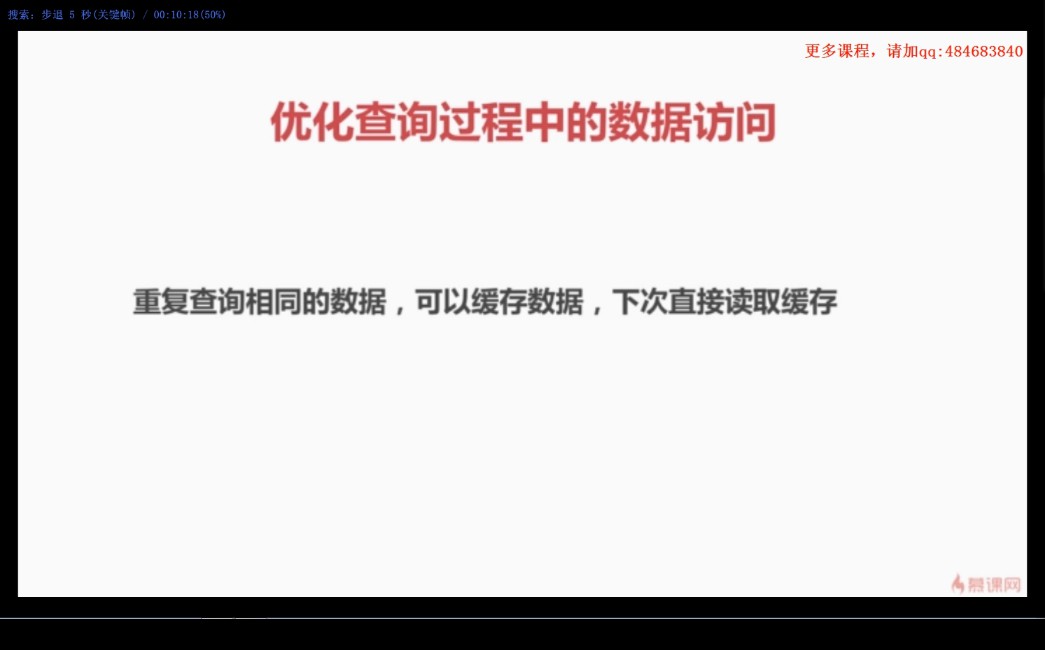 搜索: 步退 5 秒(关键帧) / 00:10:18(50%)
更多课程，请加qq:484683840
优化查询过程中的数据访问
重复查询相同的数据，可以缓存数据，下次直接读取缓存
慕课网